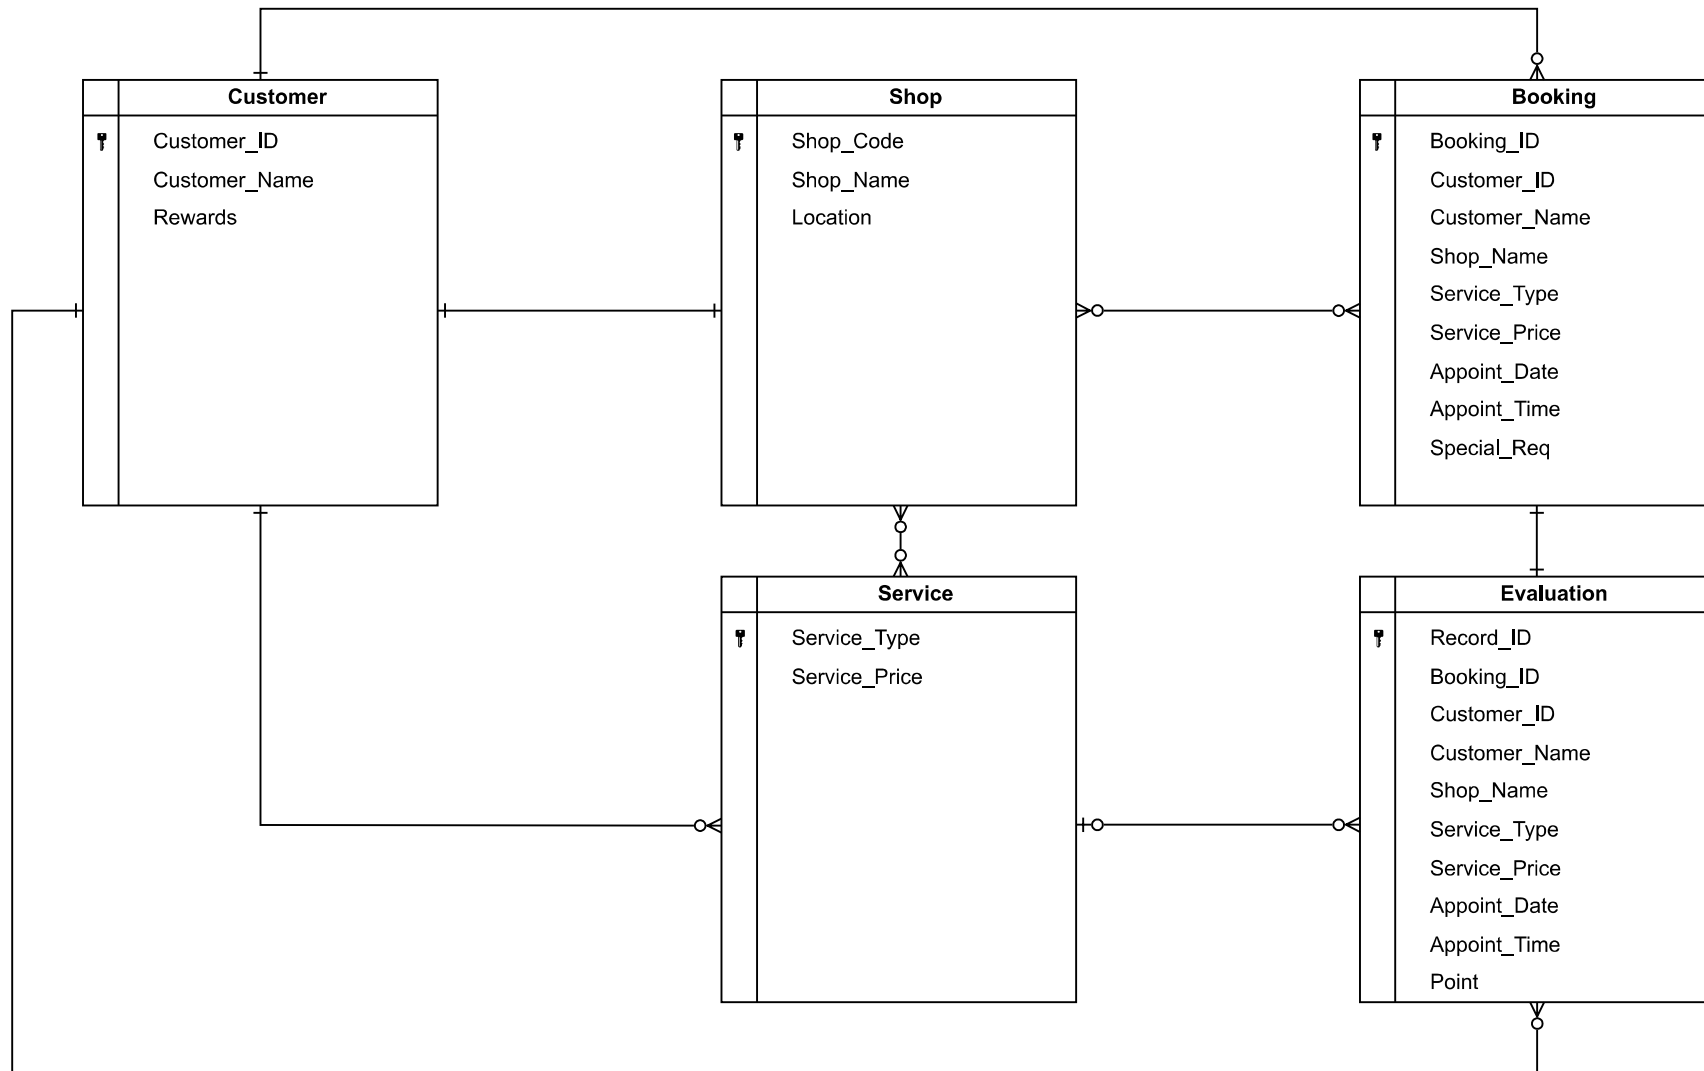 Customer
Customer_ID
Customer_Name
Rewards
Shop
Shop_Code
Shop_Name
Location
Booking
Booking_ID
Customer_ID
Customer_Name
Shop_Name
Service_Type
Service_Price
Appoint_Date
Appoint_Time
Special_Req
Service
Service_Type
Service_Price
Evaluation
Record_ID
Booking_ID
Customer_ID
Customer_Name
Shop_Name
Service_Type
Service_Price
Appoint_Date
Appoint_Time
Point